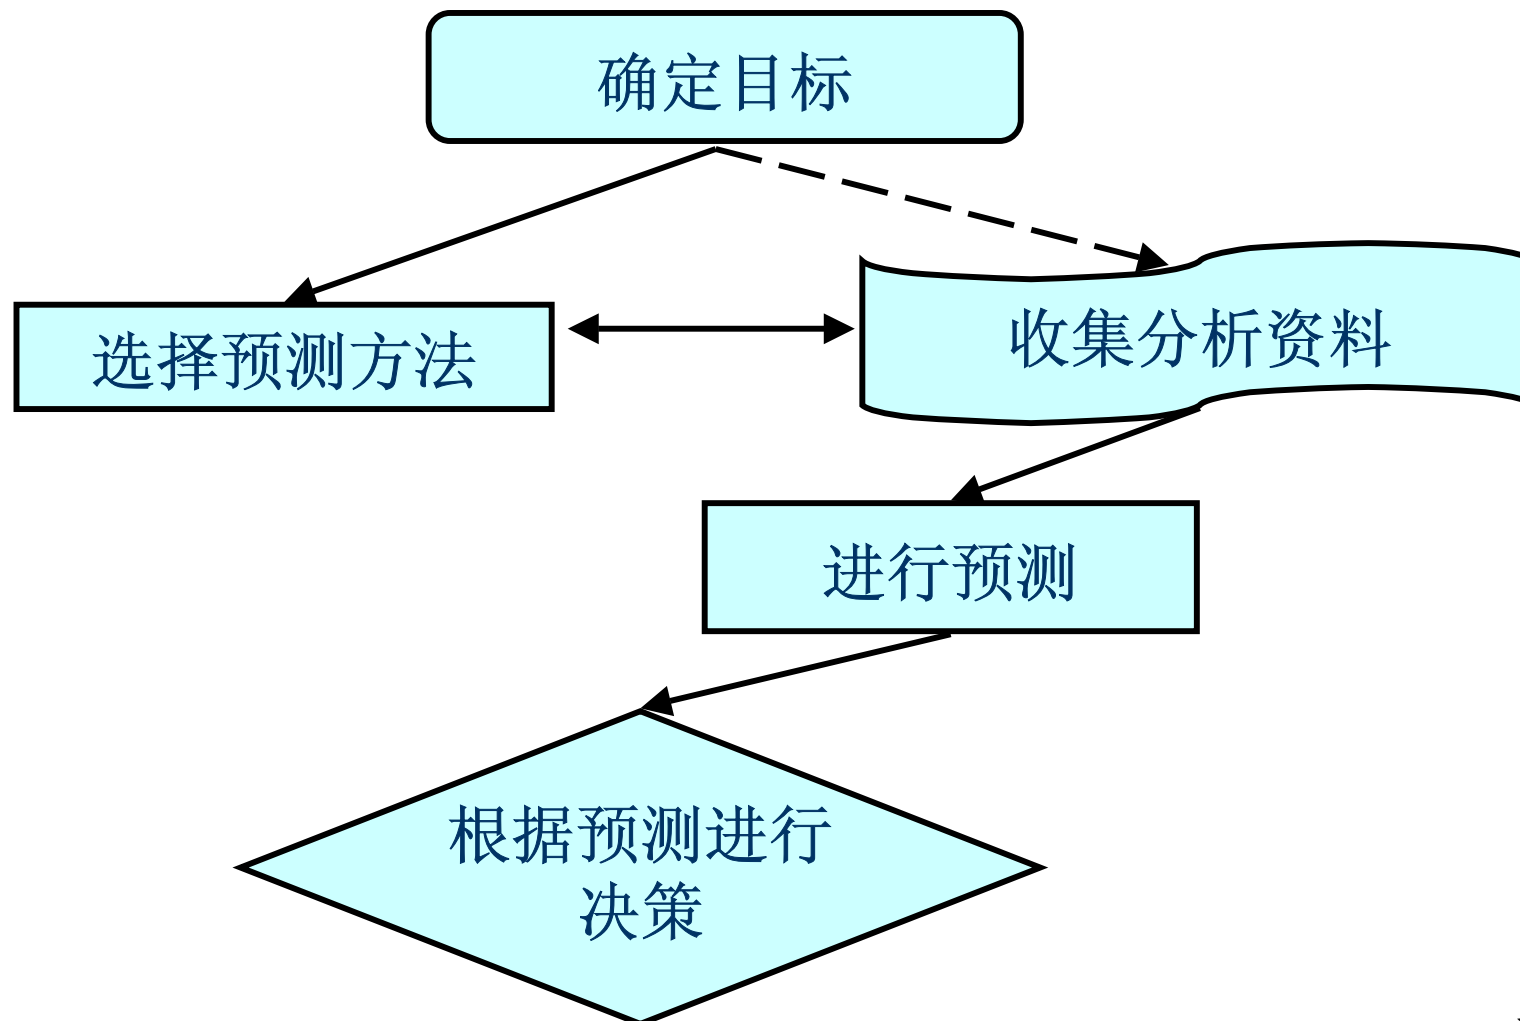 确定目标
选择预测方法
收集分析资料
进行预测
根据预测进行
决策